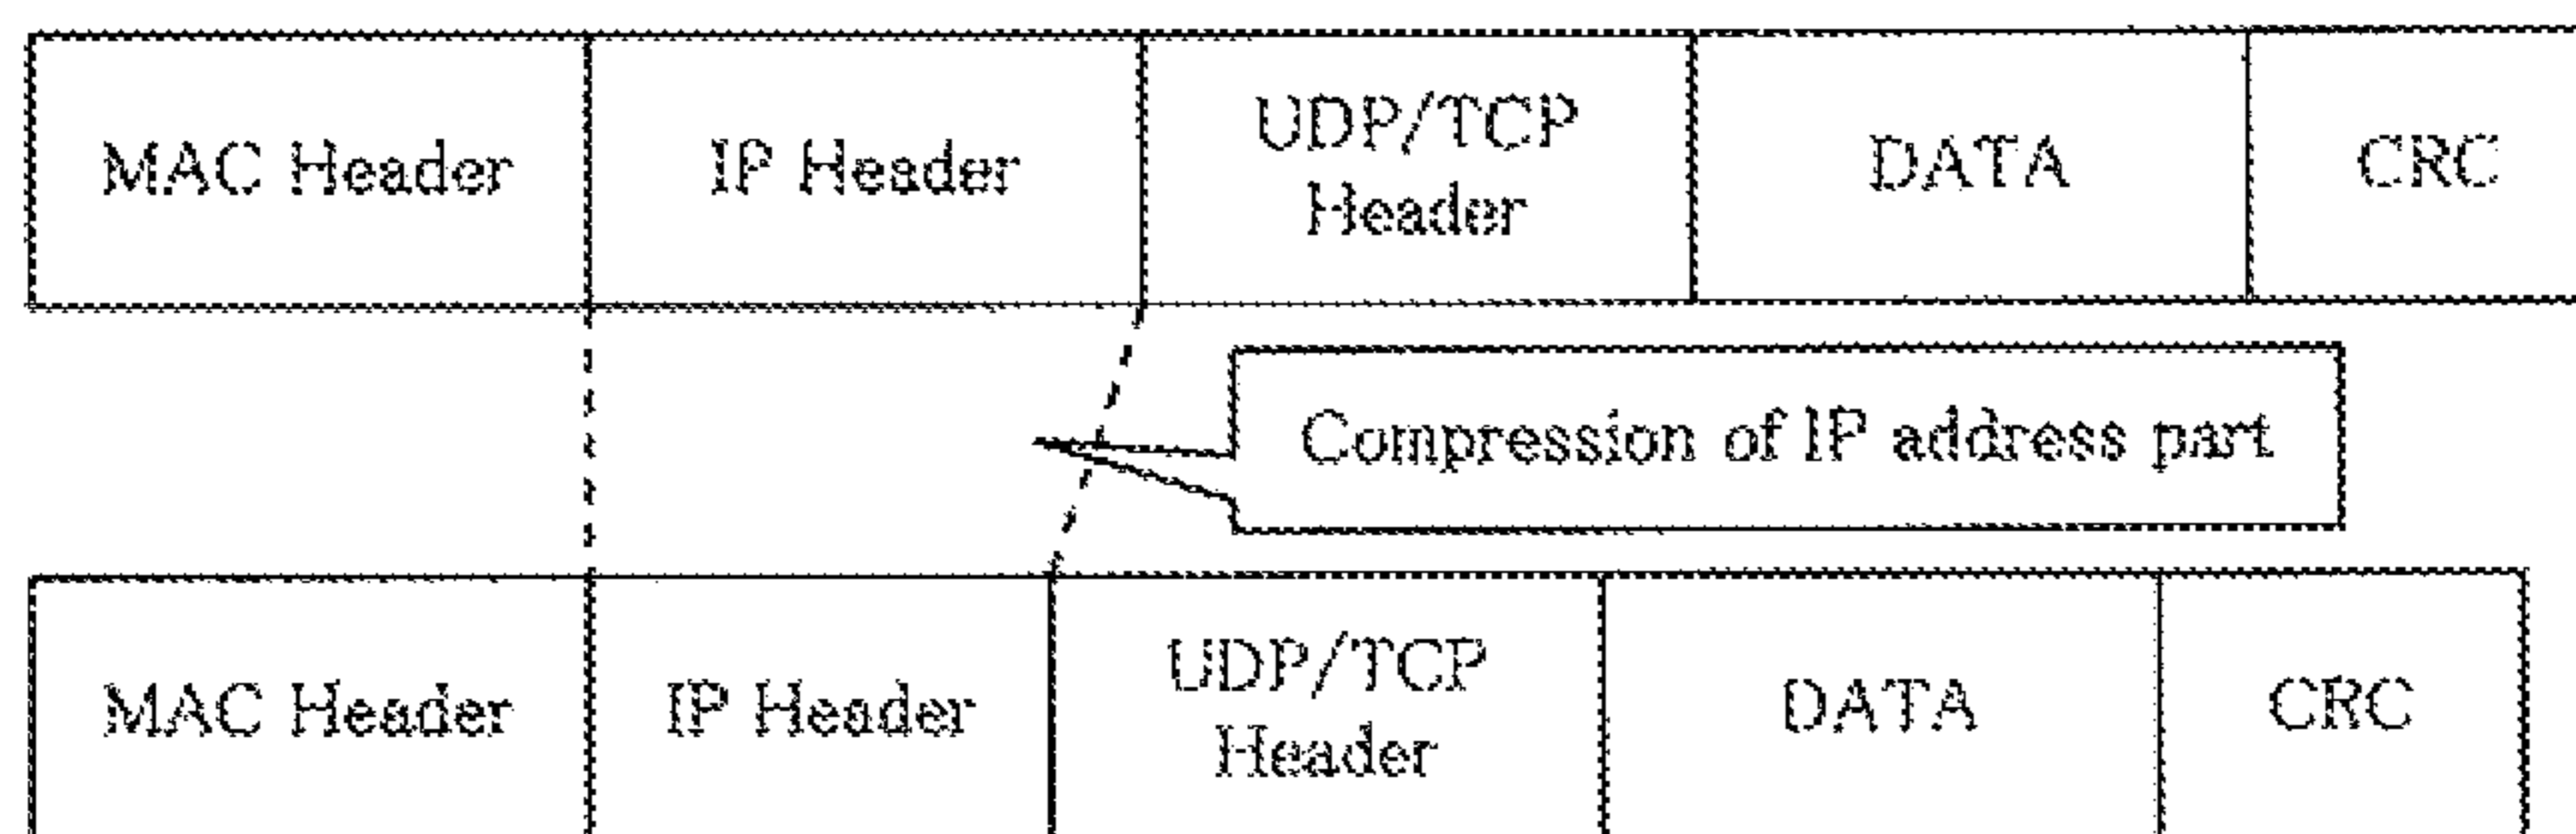 MAC Header
IP Header
UDP/TCP
Header
DATA
CRC
Compression of IP address part
MAC Header
IP Header
UDP/TCP
Header
DATA
CRC